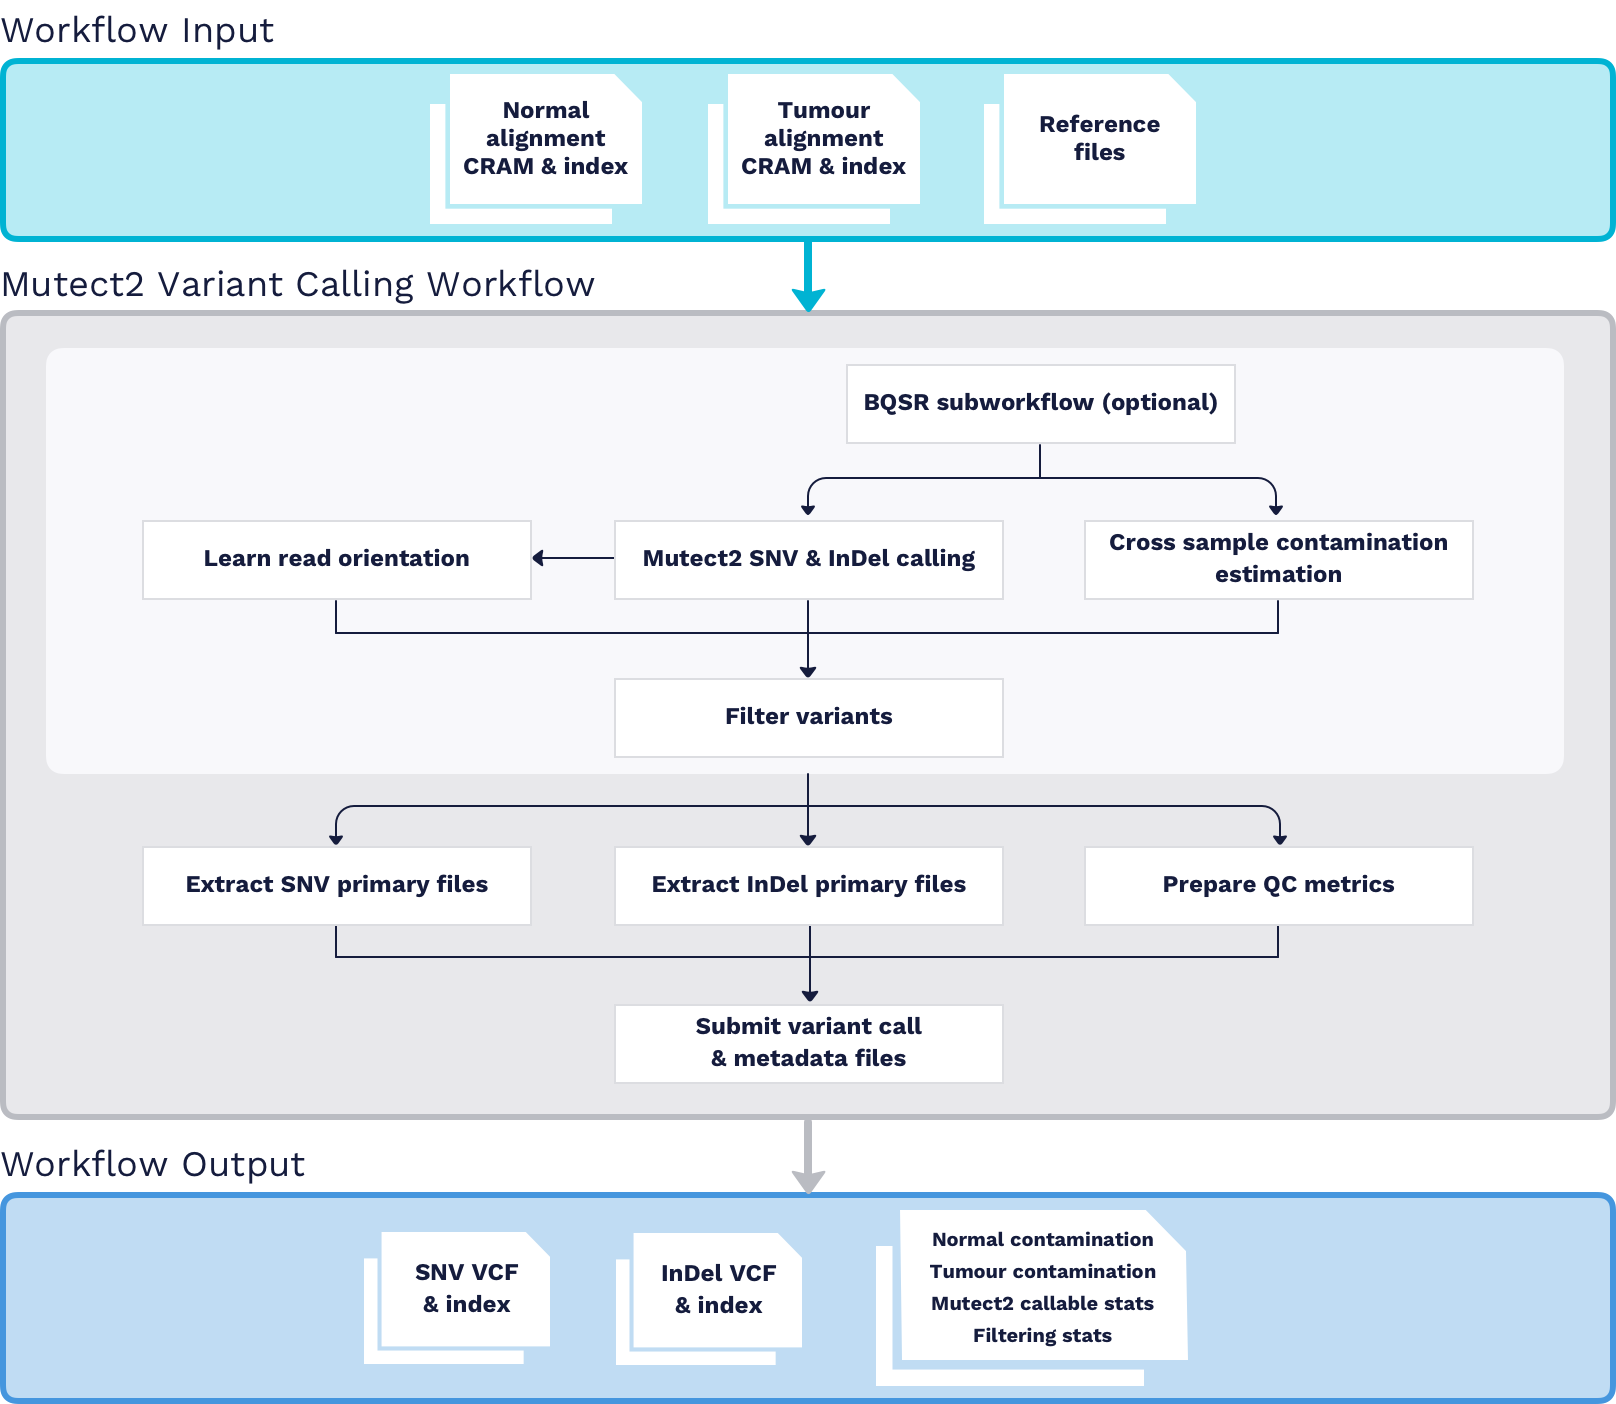 Workflow Input
Normal
alignment
CRAM & index
Tumour
alignment
CRAM & index
Reference
files
Mutect2 Variant Calling Workflow
BQSR subworkflow (optional)
Learn read orientation
Mutect2 SNV & InDel calling
Cross sample contamination
estimation
Filter variants
Extract SNV primary files
Extract InDel primary files
Prepare QC metrics
Submit variant call
& metadata files
Workflow Output
SNV VCF
& index
InDel VCF
& index
Normal contamination
Tumour contamination
Mutect2 callable stats
Filtering stats